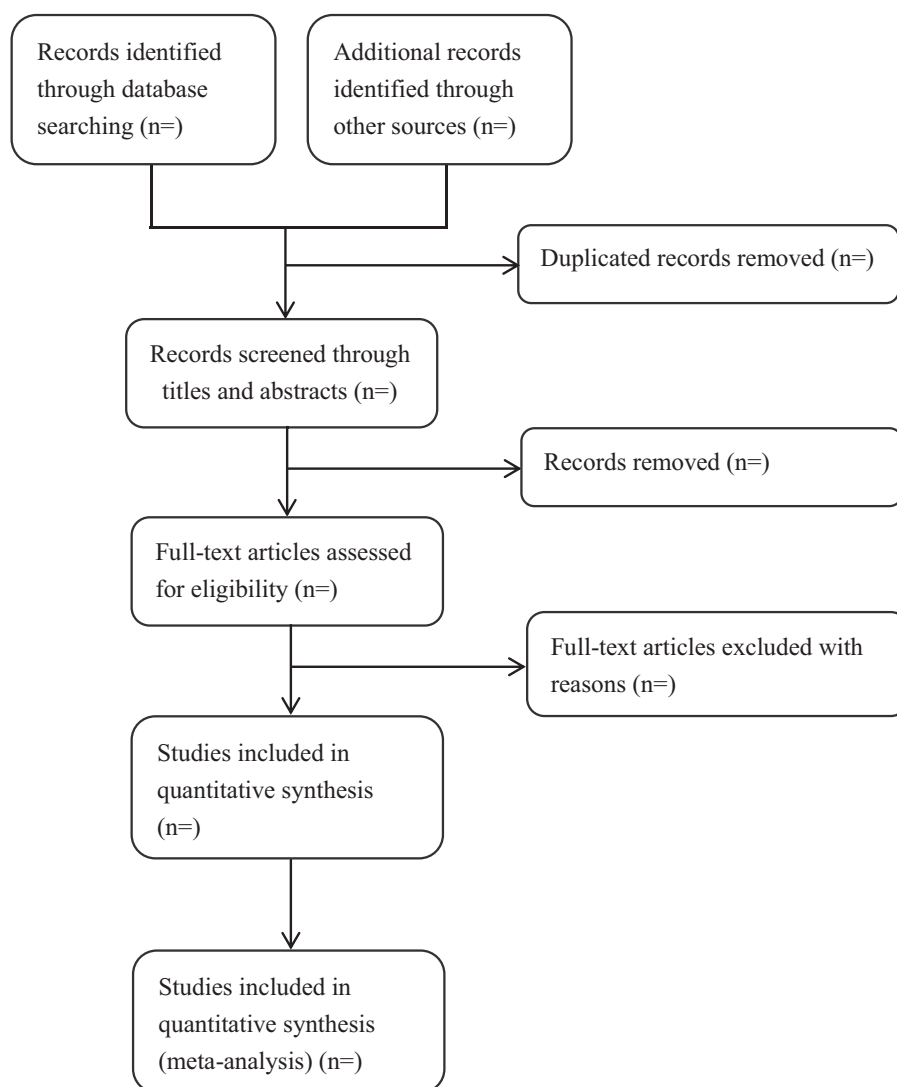 Records identified
through database
searching (n=)
Additional records
identified through
other sources (n=)
Duplicated records removed (n=)
Records screened through
titles and abstracts (n=)
Records removed (n=)
Full-text articles assessed
for eligibility (n=)
Full-text articles excluded with
reasons (n=)
Studies included in
quantitative synthesis
(n=)
Studies included in
quantitative synthesis
(meta-analysis) (n=)